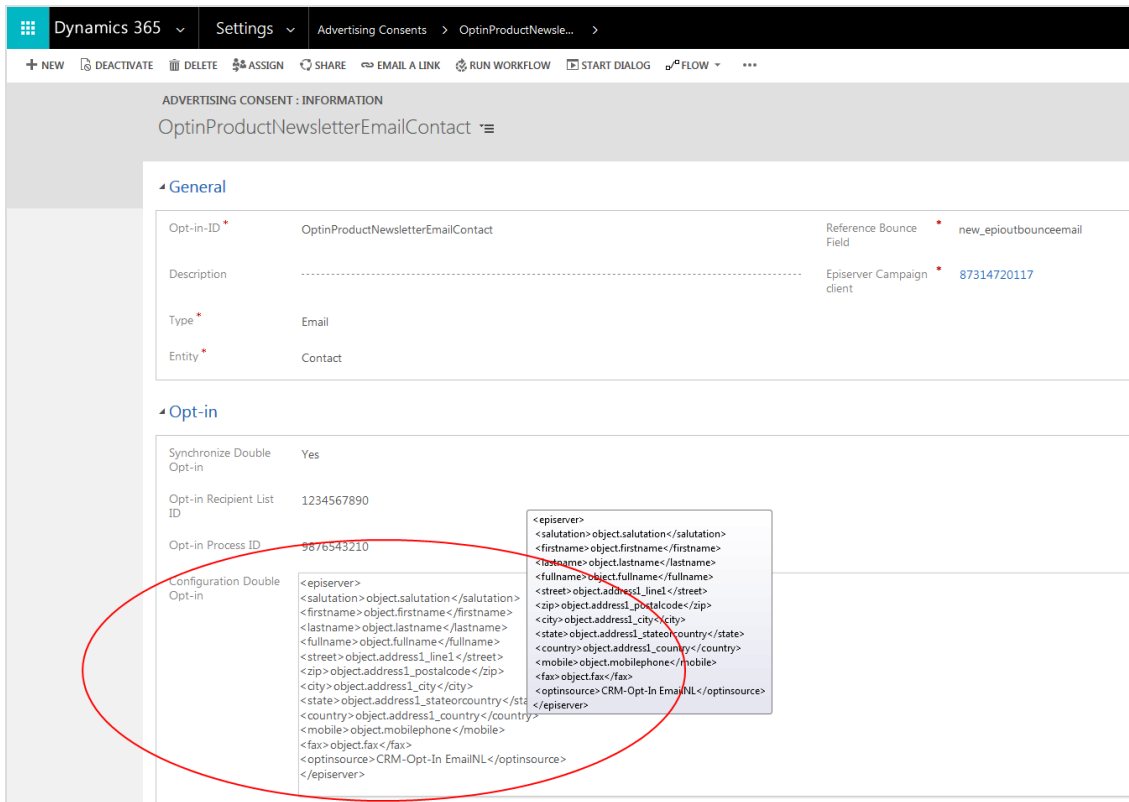 Dynamics 365 Settings Advertising Consents > OptinProductNewsle... >
+ NEW DEACTIVATE DELETE ASSIGN SHARE EMAIL A LINK RUN WORKFLOW START DIALOG FLOW ...
ADVERTISING CONSENT : INFORMATION
OptinProductNewsletterEmailContact
General
Opt-in-ID * OptinProductNewsletterEmailContact
Reference Bounce
Field * new_epioutbounceemail
Description
Episerver Campaign
client * 87314720117
Type * Email
Entity * Contact
Opt-in
Synchronize Double
Opt-in Yes
Opt-in Recipient List
ID 1234567890
Opt-in Process ID 9876543210
Configuration Double
Opt-in
<episerver>
<salutation>object.salutation</salutation>
<firstname>object.firstname</firstname>
<lastname>object.lastname</lastname>
<fullname>object.fullname</fullname>
<street>object.address1_line1</street>
<zip>object.address1_postalcode</zip>
<city>object.address1_city</city>
<state>object.address1_stateorcountry</sta
<country>object.address1_country</country>
<mobile>object.mobilephone</mobile>
<fax>object.fax</fax>
<optinsource>CRM-Opt-In EmailNL</optinsource>
</episerver>
<episerver>
<salutation>object.salutation</salutation>
<firstname>object.firstname</firstname>
<lastname>object.lastname</lastname>
<fullname>object.fullname</fullname>
<street>object.address1_line1</street>
<zip>object.address1_postalcode</zip>
<city>object.address1_city</city>
<state>object.address1_stateorcountry</state>
<country>object.address1_country</country>
<mobile>object.mobilephone</mobile>
<fax>object.fax</fax>
<optinsource>CRM-Opt-In EmailNL</optinsource>
</episerver>